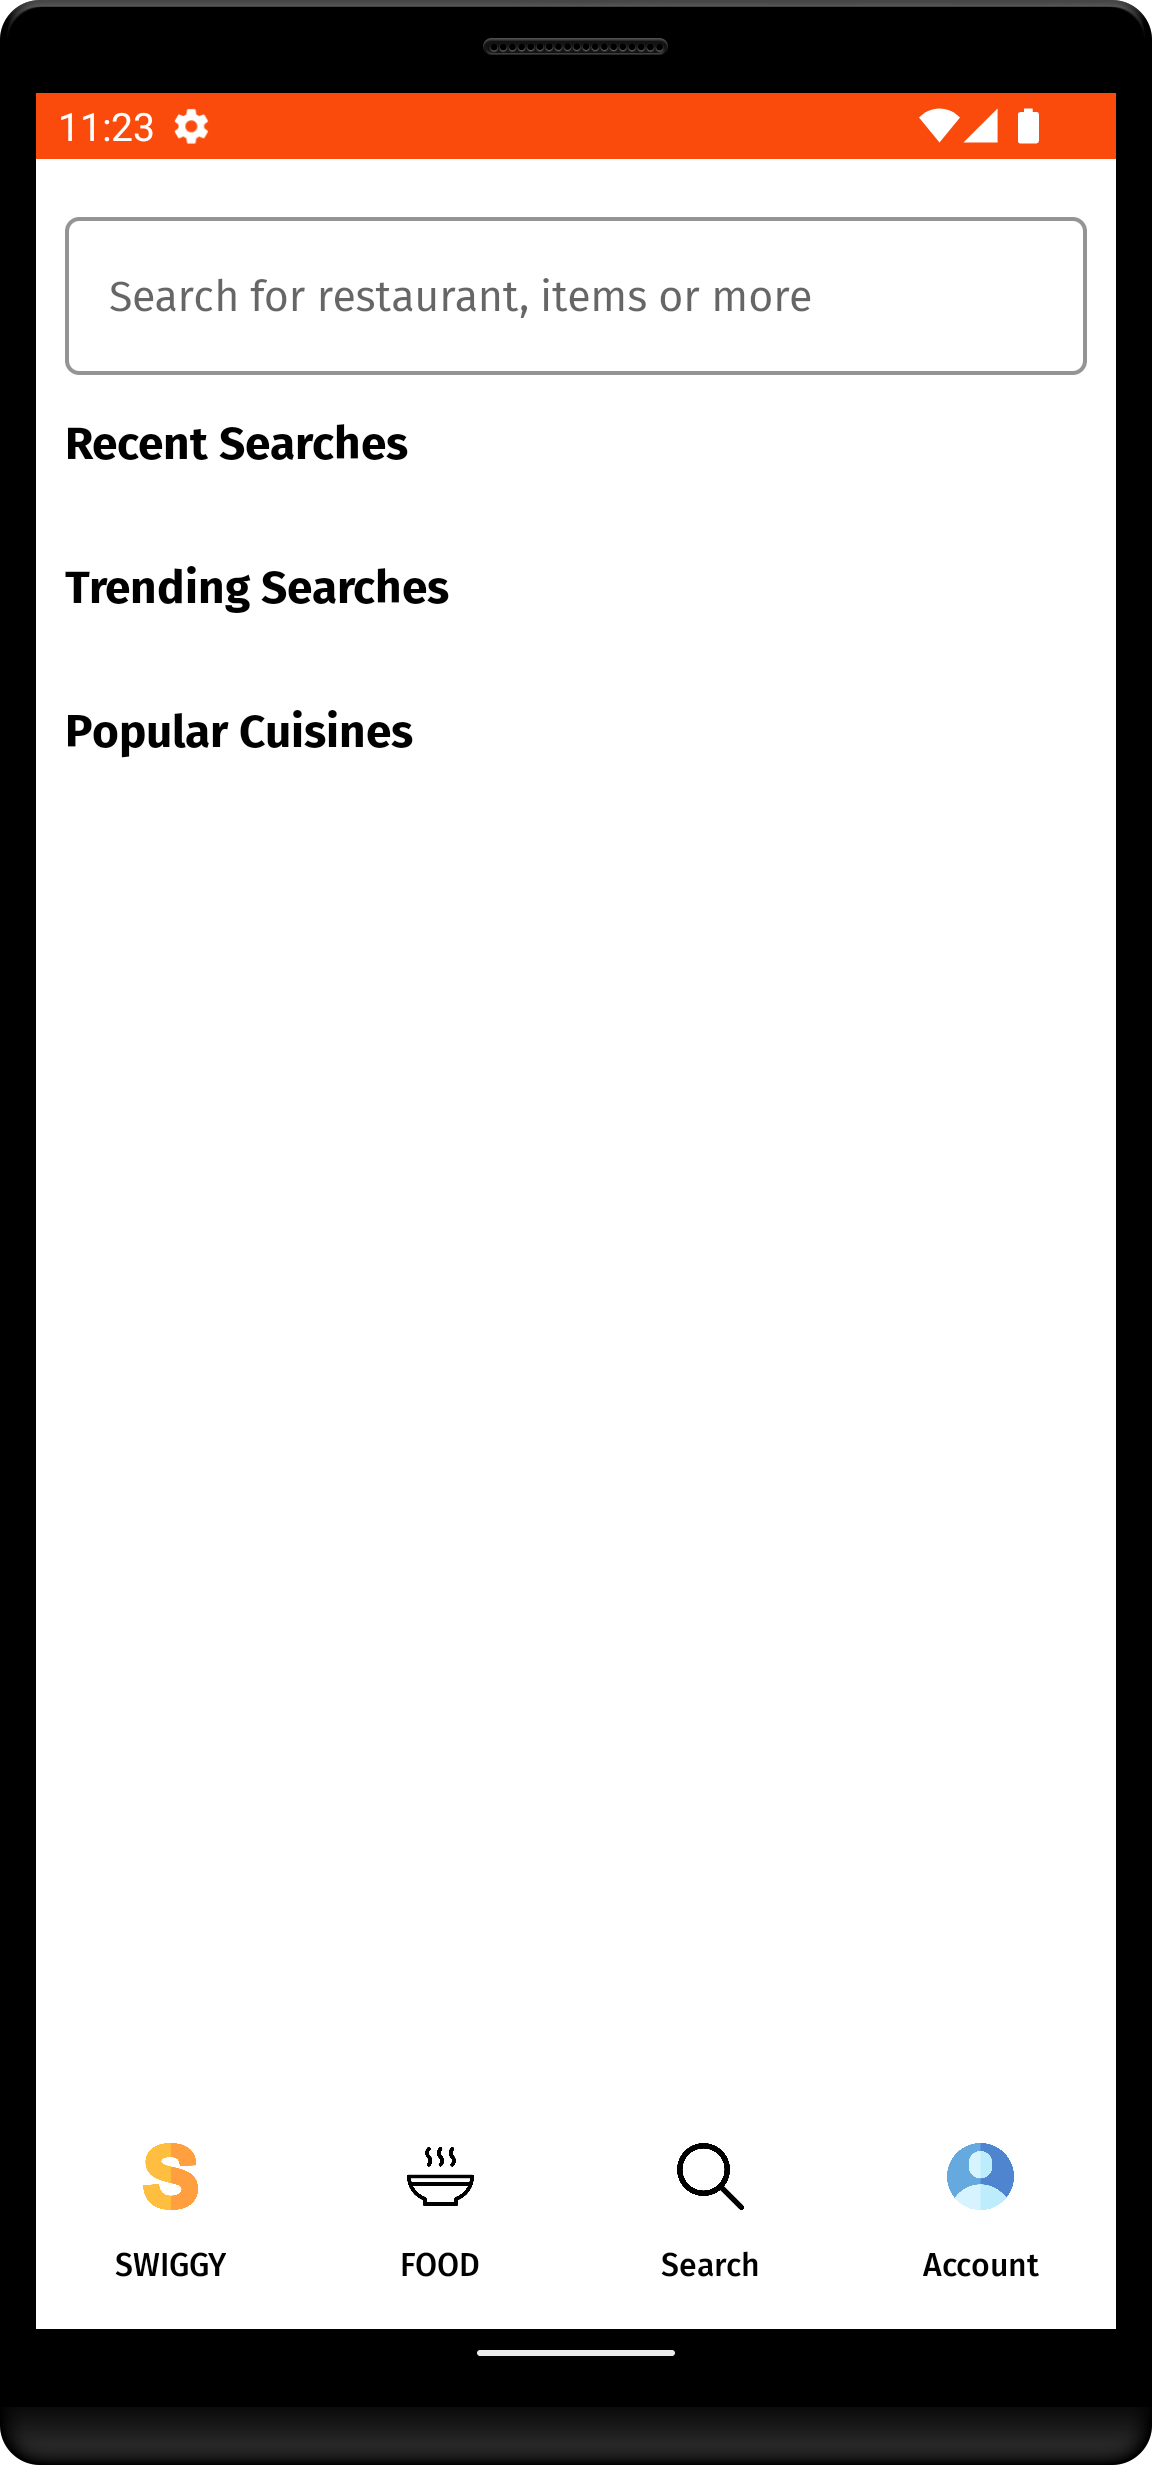 11:23
Search for restaurant, items or more
Recent Searches
Trending Searches
Popular Cuisines
S
SWIGGY
FOOD
Search
Account